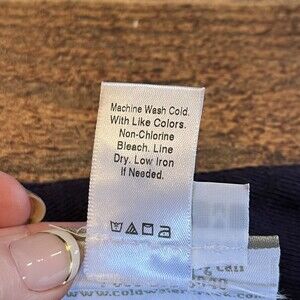 Machine Wash Cold.
With Like Colors.
Non-Chlorine
Bleach. Line
Dry. Low Iron
If Needed.